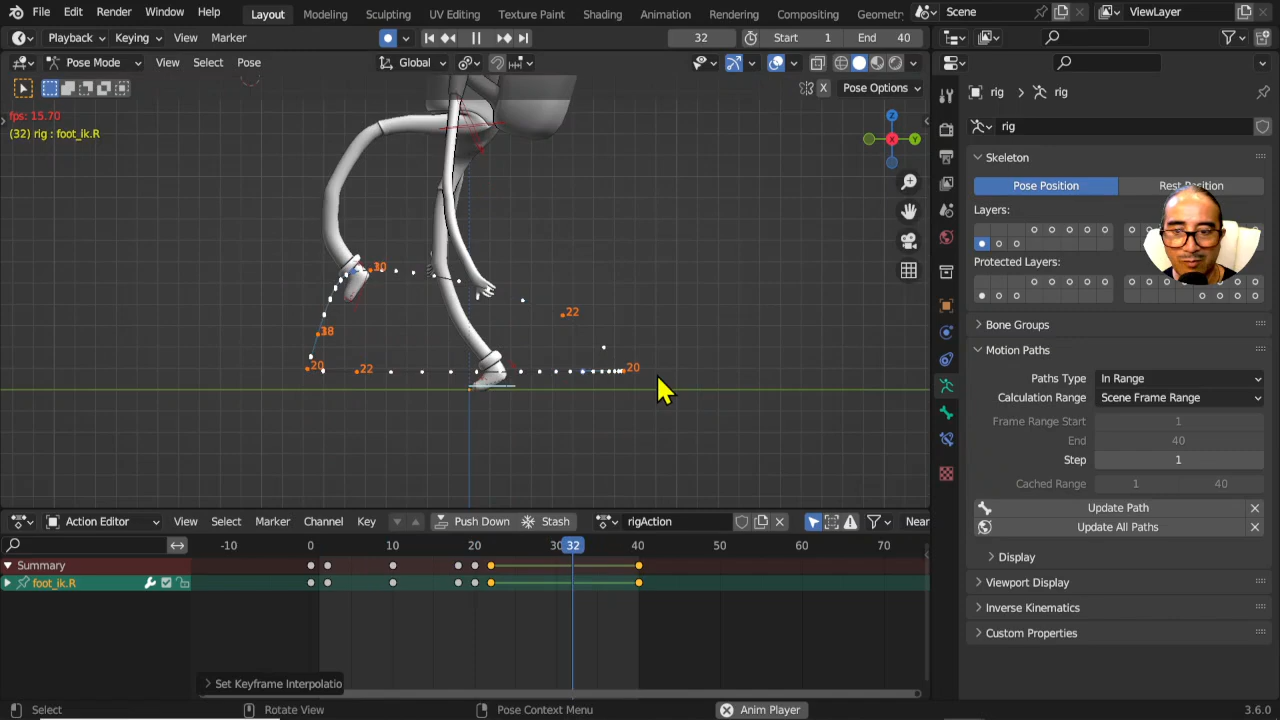 File Edit Render Window Help Layout Modeling Sculpting UV Editing Texture Paint Shading Animation Rendering Compositing Geometry Scene ViewLayer
Playback Keying View Marker 32 Start 1 End 40
Pose Mode View Select Pose Global
X Pose Options
fps: 15.70
(32) rig : foot_ik.R
X Y Z
rig rig
rig
Skeleton
Pose Position Rest Position
Layers:
Protected Layers:
Bone Groups
Motion Paths
Paths Type In Range
Calculation Range Scene Frame Range
Frame Range Start 1
End 40
Step 1
Cached Range 1 40
Update Path
Update All Paths
Display
Viewport Display
Inverse Kinematics
Custom Properties
30
22
38
20 22 20
Action Editor View Select Marker Channel Key Push Down Stash rigAction Near
-10 0 10 20 30 32 40 50 60 70
Summary
foot_ik.R
Set Keyframe Interpolatio
Select Rotate View Pose Context Menu Anim Player 3.6.0